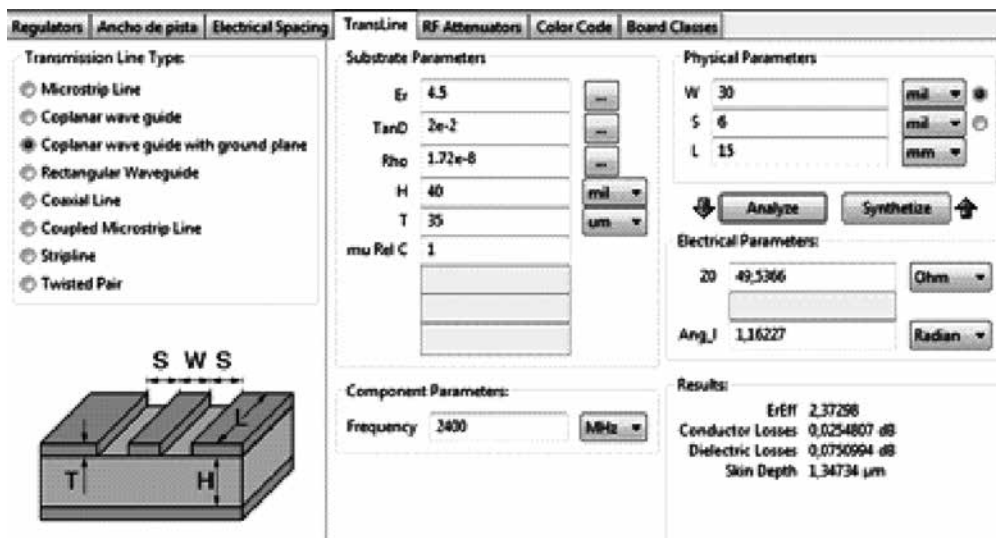 Regulators Ancho de pista Electrical Spacing TransLine RF Attenuators Color Code Board Classes
Transmission Line Type:
Microstrip Line
Coplanar wave guide
Coplanar wave guide with ground plane
Rectangular Waveguide
Coaxial Line
Coupled Microstrip Line
Stripline
Twisted Pair
S W S
L
T
H
Substrate Parameters
Er 4.5 ...
TanD 2e-2 ...
Rho 1.72e-8 ...
H 40 mil
T 35 um
mu Rel C 1
Component Parameters:
Frequency 2400 MHz
Physical Parameters
W 30 mil
S 6 mil
L 15 mm
Analyze Synthetize
Electrical Parameters:
Z0 49,5366 Ohm
Ang_l 1,16227 Radian
Results:
ErEff 2,37298
Conductor Losses 0,0254807 dB
Dielectric Losses 0,0750994 dB
Skin Depth 1,34734 µm